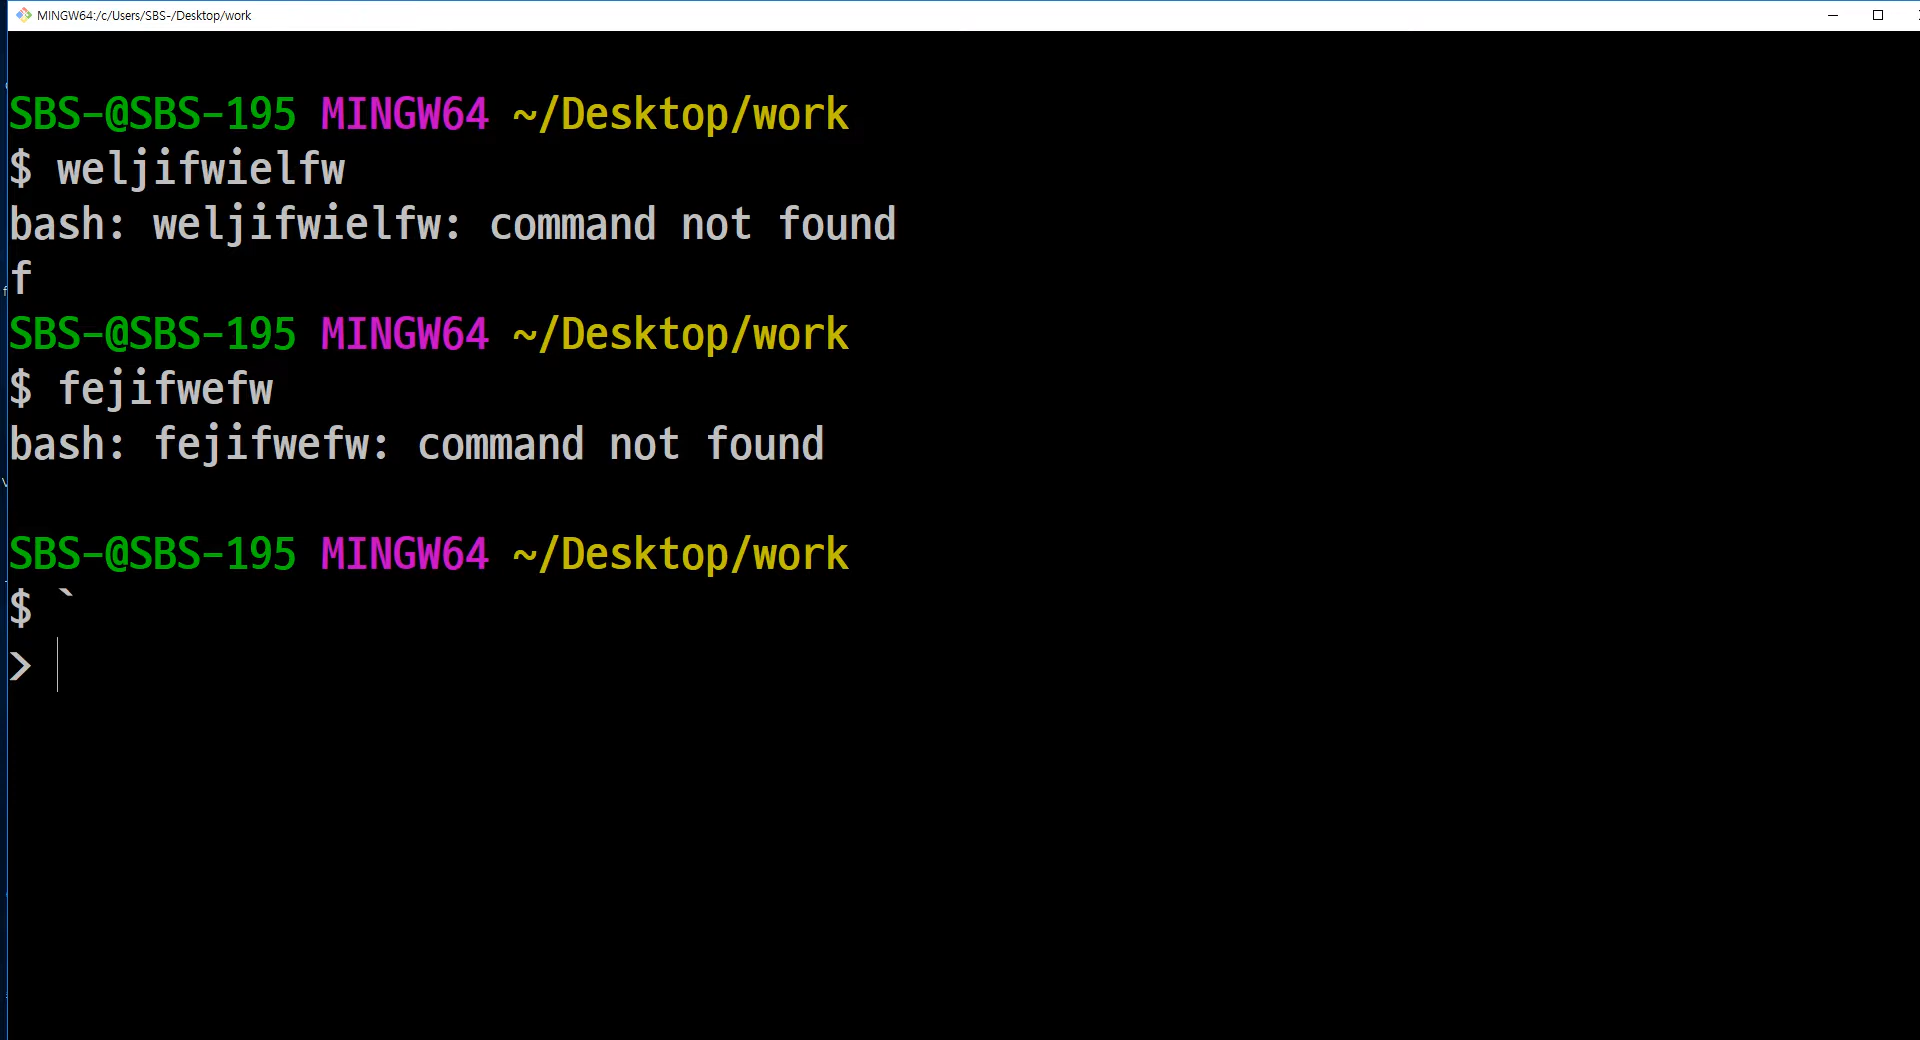 MINGW64:/c/Users/SBS-/Desktop/work
SBS-@SBS-195 MINGW64 ~/Desktop/work
$ weljifwielfw
bash: weljifwielfw: command not found
f
SBS-@SBS-195 MINGW64 ~/Desktop/work
$ fejifwefw
bash: fejifwefw: command not found
SBS-@SBS-195 MINGW64 ~/Desktop/work
$ `
>